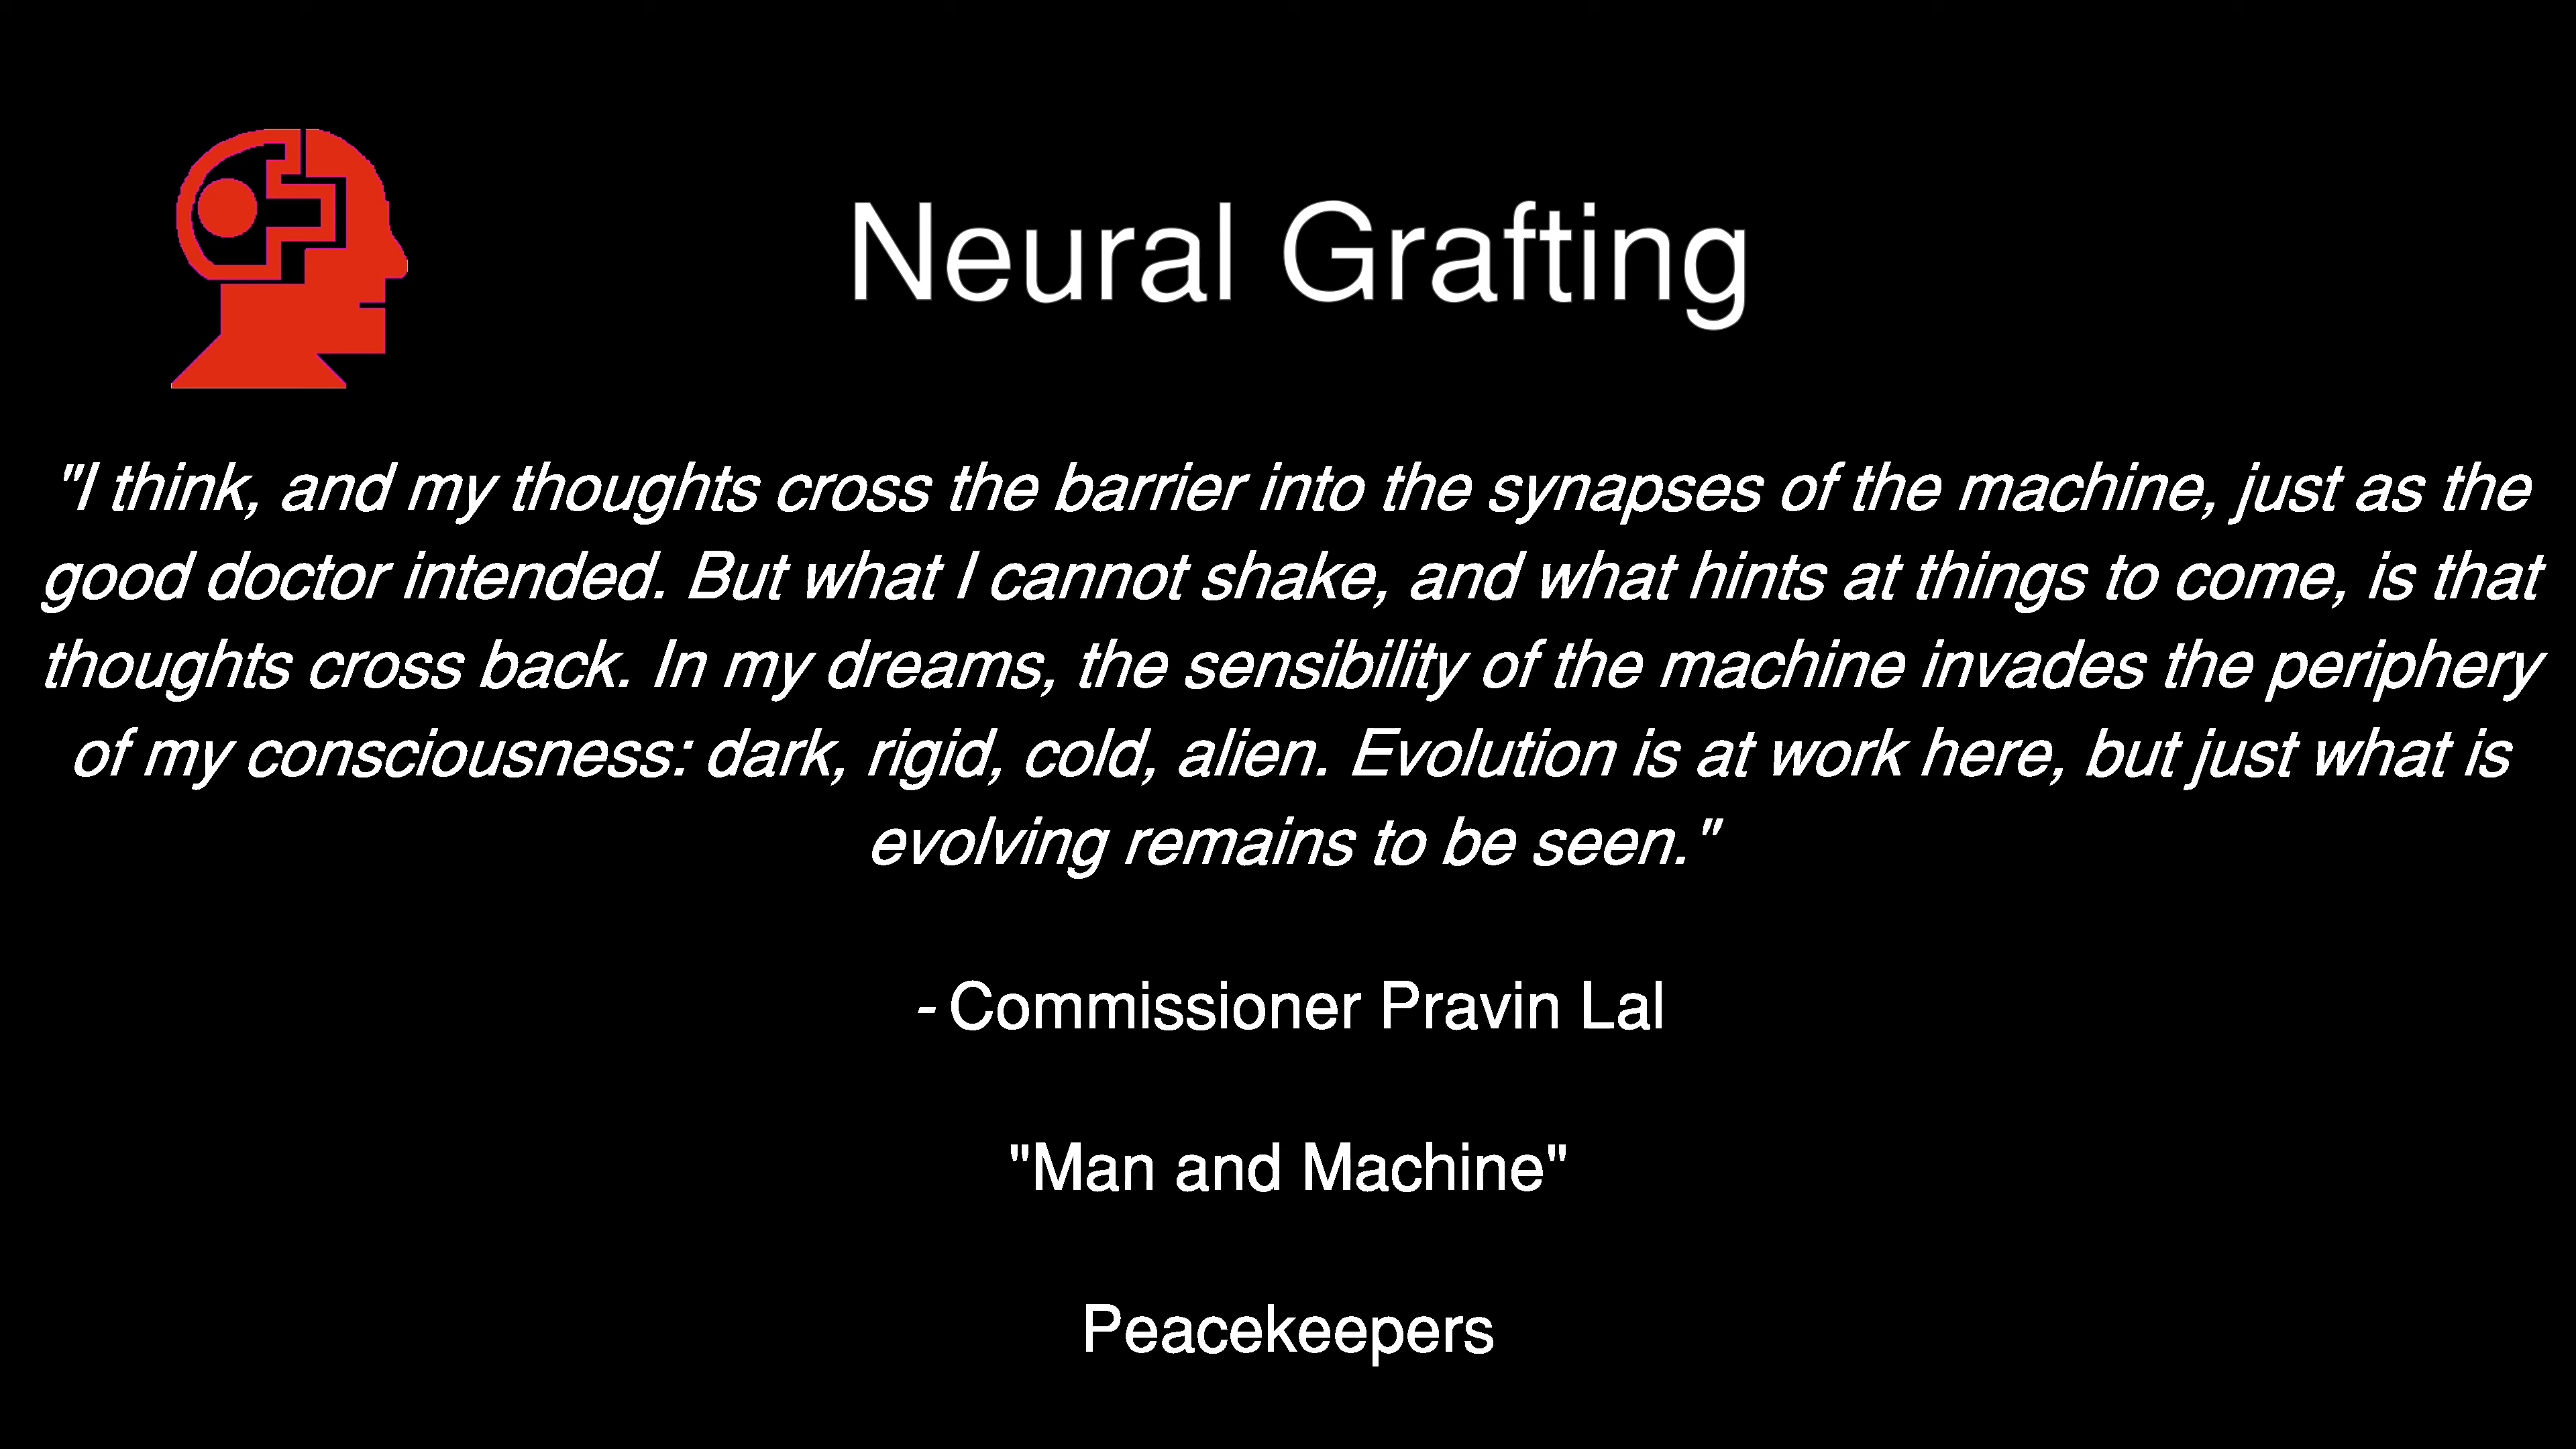 Neural Grafting
"I think, and my thoughts cross the barrier into the synapses of the machine, just as the
good doctor intended. But what I cannot shake, and what hints at things to come, is that
thoughts cross back. In my dreams, the sensibility of the machine invades the periphery
of my consciousness: dark, rigid, cold, alien. Evolution is at work here, but just what is
evolving remains to be seen."
- Commissioner Pravin Lal
"Man and Machine"
Peacekeepers